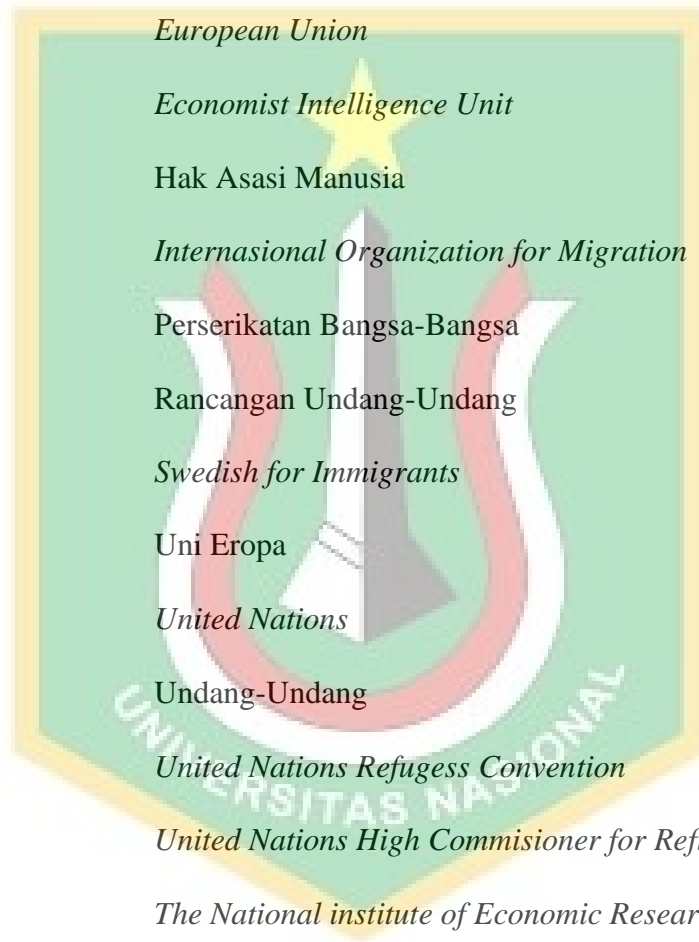 European Union
Economist Intelligence Unit
Hak Asasi Manusia
Internasional Organization for Migration
Perserikatan Bangsa-Bangsa
Rancangan Undang-Undang
Swedish for Immigrants
Uni Eropa
United Nations
Undang-Undang
United Nations Refugess Convention
United Nations High Commisioner for
The National institute of Economic
UNIVERSITAS NASIONAL